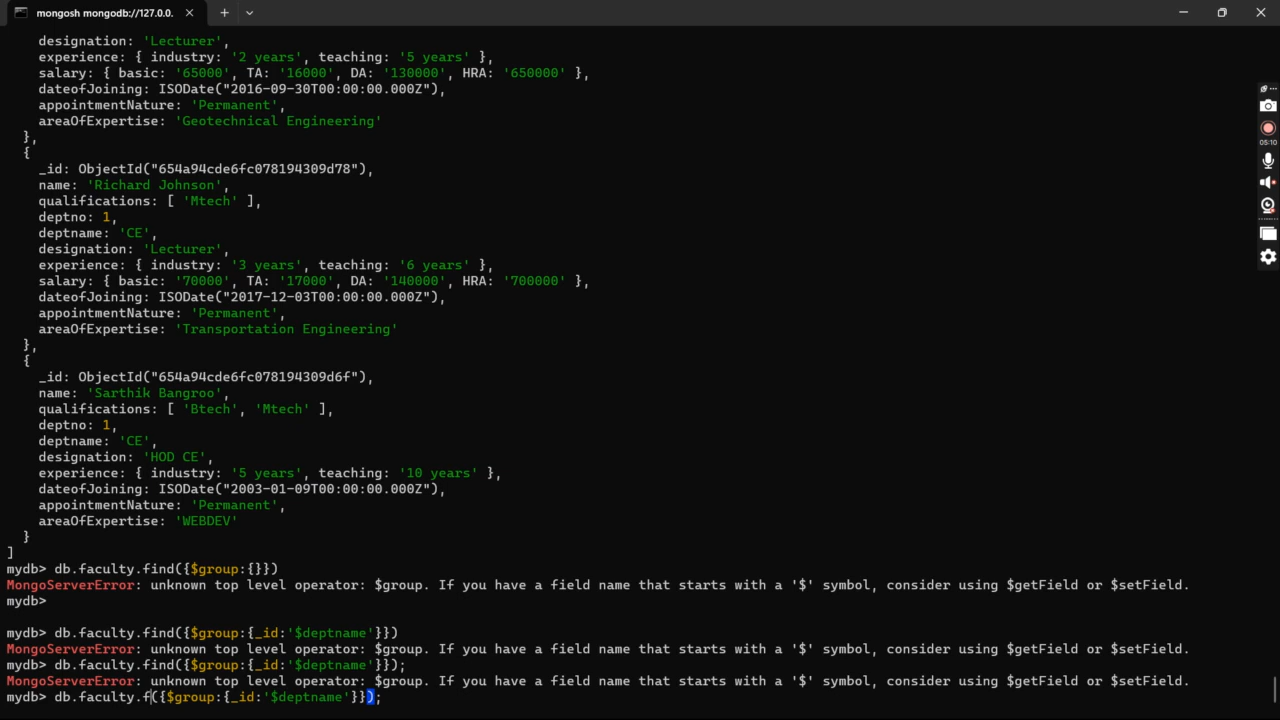 mongosh mongodb://127.0.0.
designation: 'Lecturer',
experience: { industry: '2 years', teaching: '5 years' },
salary: { basic: '65000', TA: '16000', DA: '130000', HRA: '650000' },
dateofJoining: ISODate("2016-09-30T00:00:00.000Z"),
appointmentNature: 'Permanent',
areaOfExpertise: 'Geotechnical Engineering'
},
{
_id: ObjectId("654a94cde6fc078194309d78"),
name: 'Richard Johnson',
qualifications: [ 'Mtech' ],
deptno: 1,
deptname: 'CE',
designation: 'Lecturer',
experience: { industry: '3 years', teaching: '6 years' },
salary: { basic: '70000', TA: '17000', DA: '140000', HRA: '700000' },
dateofJoining: ISODate("2017-12-03T00:00:00.000Z"),
appointmentNature: 'Permanent',
areaOfExpertise: 'Transportation Engineering'
},
{
_id: ObjectId("654a94cde6fc078194309d6f"),
name: 'Sarthik Bangroo',
qualifications: [ 'Btech', 'Mtech' ],
deptno: 1,
deptname: 'CE',
designation: 'HOD CE',
experience: { industry: '5 years', teaching: '10 years' },
dateofJoining: ISODate("2003-01-09T00:00:00.000Z"),
appointmentNature: 'Permanent',
areaOfExpertise: 'WEBDEV'
}
]
mydb> db.faculty.find({$group:{}})
MongoServerError: unknown top level operator: $group. If you have a field name that starts with a '$' symbol, consider using $getField or $setField.
mydb>
mydb> db.faculty.find({$group:{_id:'$deptname'}})
MongoServerError: unknown top level operator: $group. If you have a field name that starts with a '$' symbol, consider using $getField or $setField.
mydb> db.faculty.find({$group:{_id:'$deptname'}});
MongoServerError: unknown top level operator: $group. If you have a field name that starts with a '$' symbol, consider using $getField or $setField.
mydb> db.faculty.f({$group:{_id:'$deptname'}});
05:10